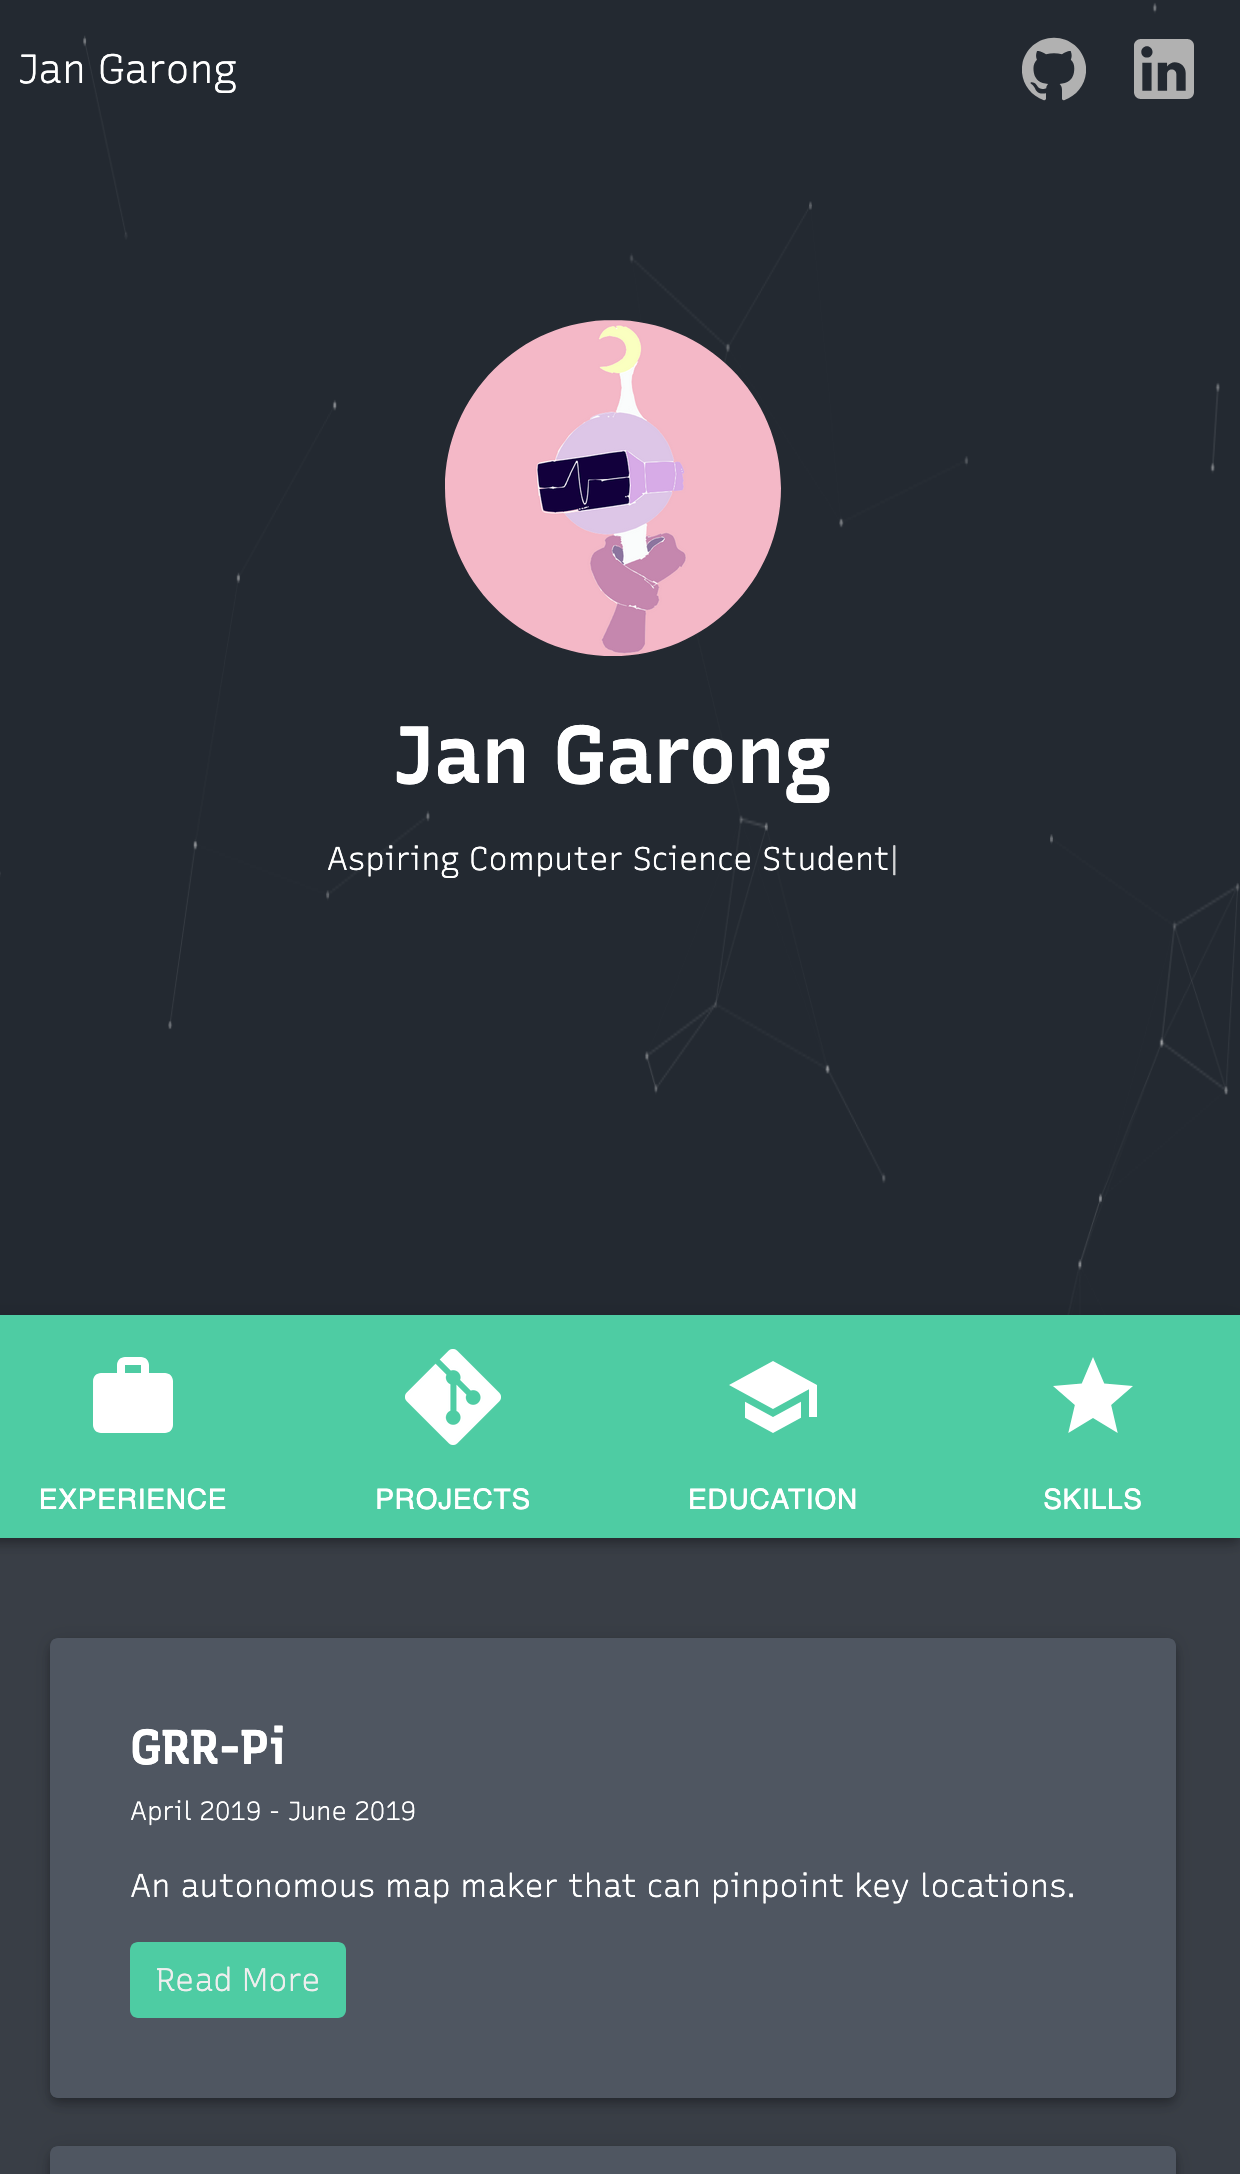 Jan Garong
in
Jan Garong
Aspiring Computer Science Student|
EXPERIENCE
PROJECTS
EDUCATION
SKILLS
GRR-Pi
April 2019 - June 2019
An autonomous map maker that can pinpoint key locations.
Read More